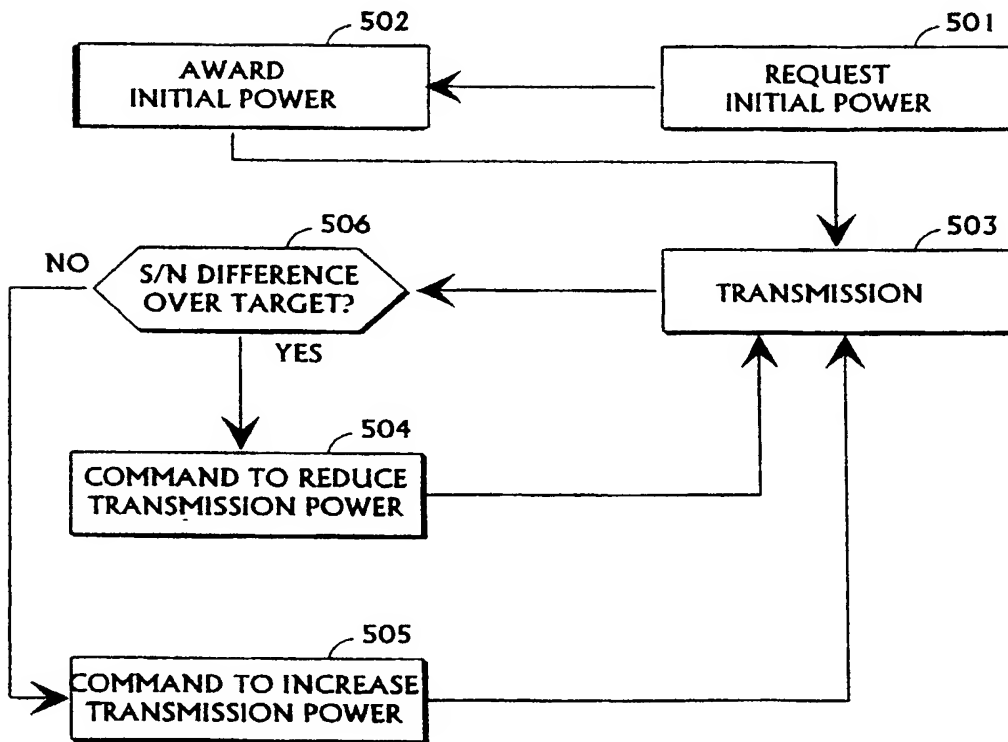 502
AWARD
INITIAL POWER
501
REQUEST
INITIAL POWER
506
S/N DIFFERENCE
OVER TARGET?
NO
YES
503
TRANSMISSION
504
COMMAND TO REDUCE
TRANSMISSION POWER
505
COMMAND TO INCREASE
TRANSMISSION POWER